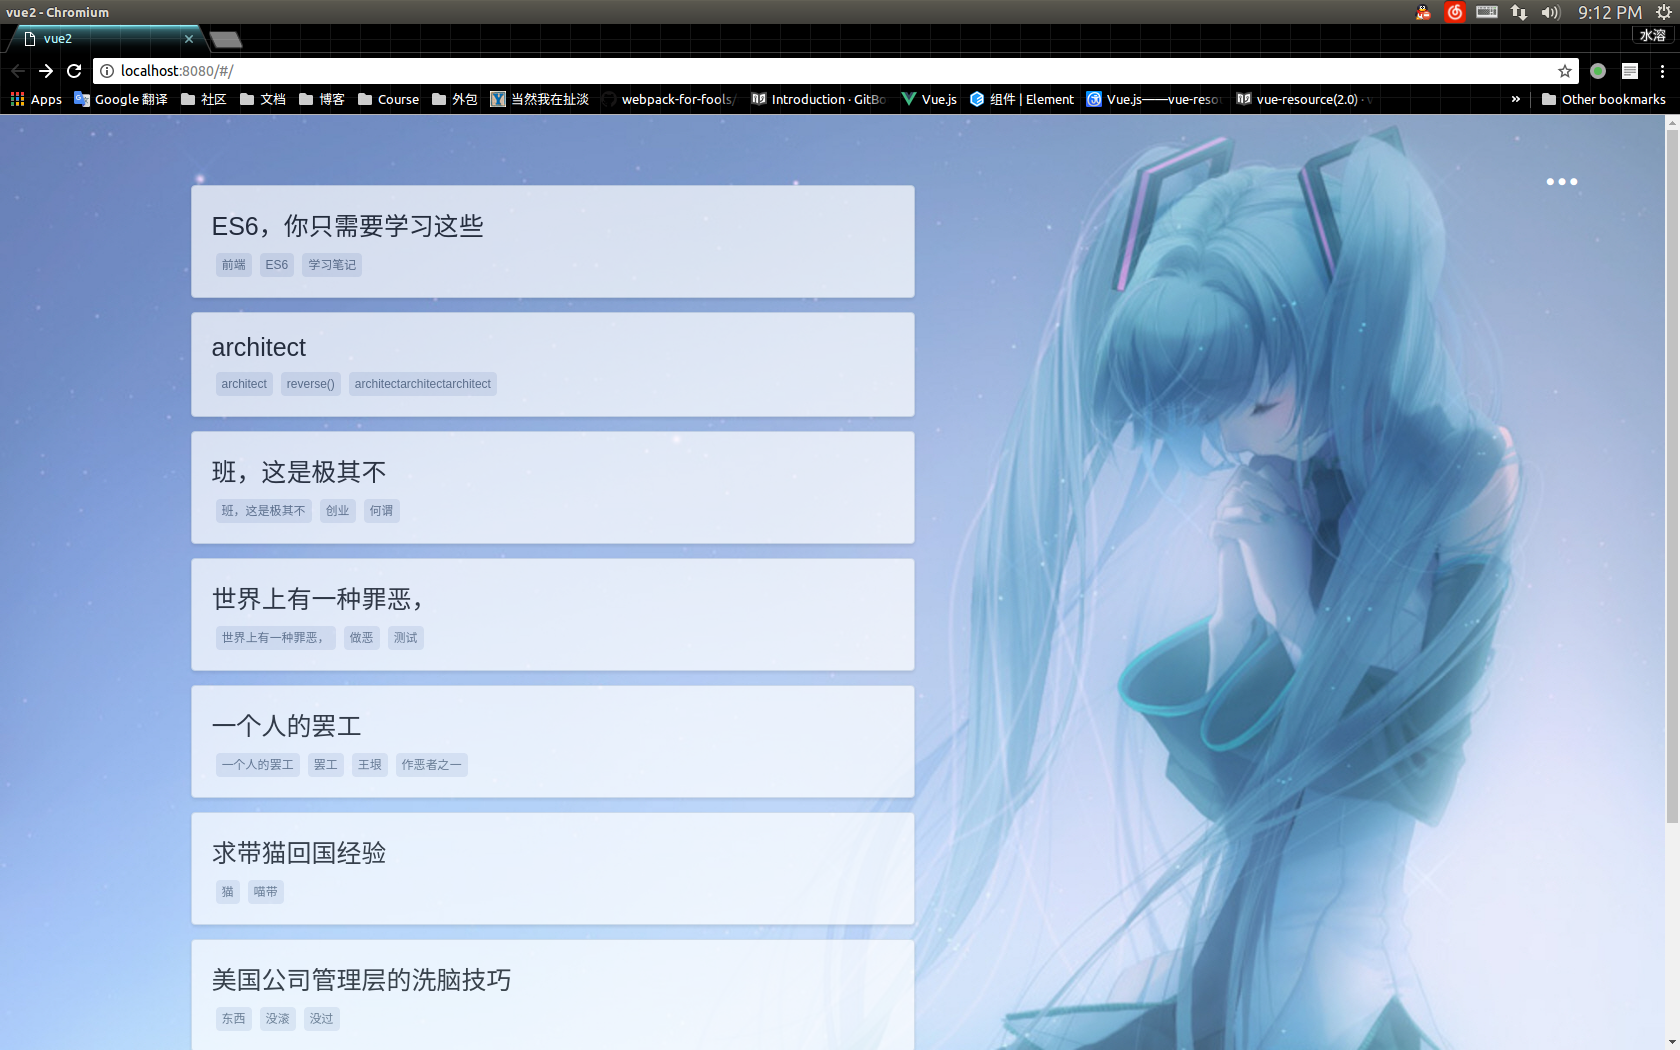 vue2 - Chromium
9:12 PM
vue2
水溶
localhost:8080/#/
Apps Google 翻译 社区 文档 博客 Course 外包 当然我在扯淡 webpack-for-fools/ Introduction · GitBo Vue.js 组件 | Element Vue.js——vue-reso vue-resource(2.0) · v » Other bookmarks
ES6，你只需要学习这些
前端 ES6 学习笔记
architect
architect reverse() architectarchitectarchitect
班，这是极其不
班，这是极其不 创业 何谓
世界上有一种罪恶，
世界上有一种罪恶， 做恶 测试
一个人的罢工
一个人的罢工 罢工 王垠 作恶者之一
求带猫回国经验
猫 喵带
美国公司管理层的洗脑技巧
东西 没滚 没过